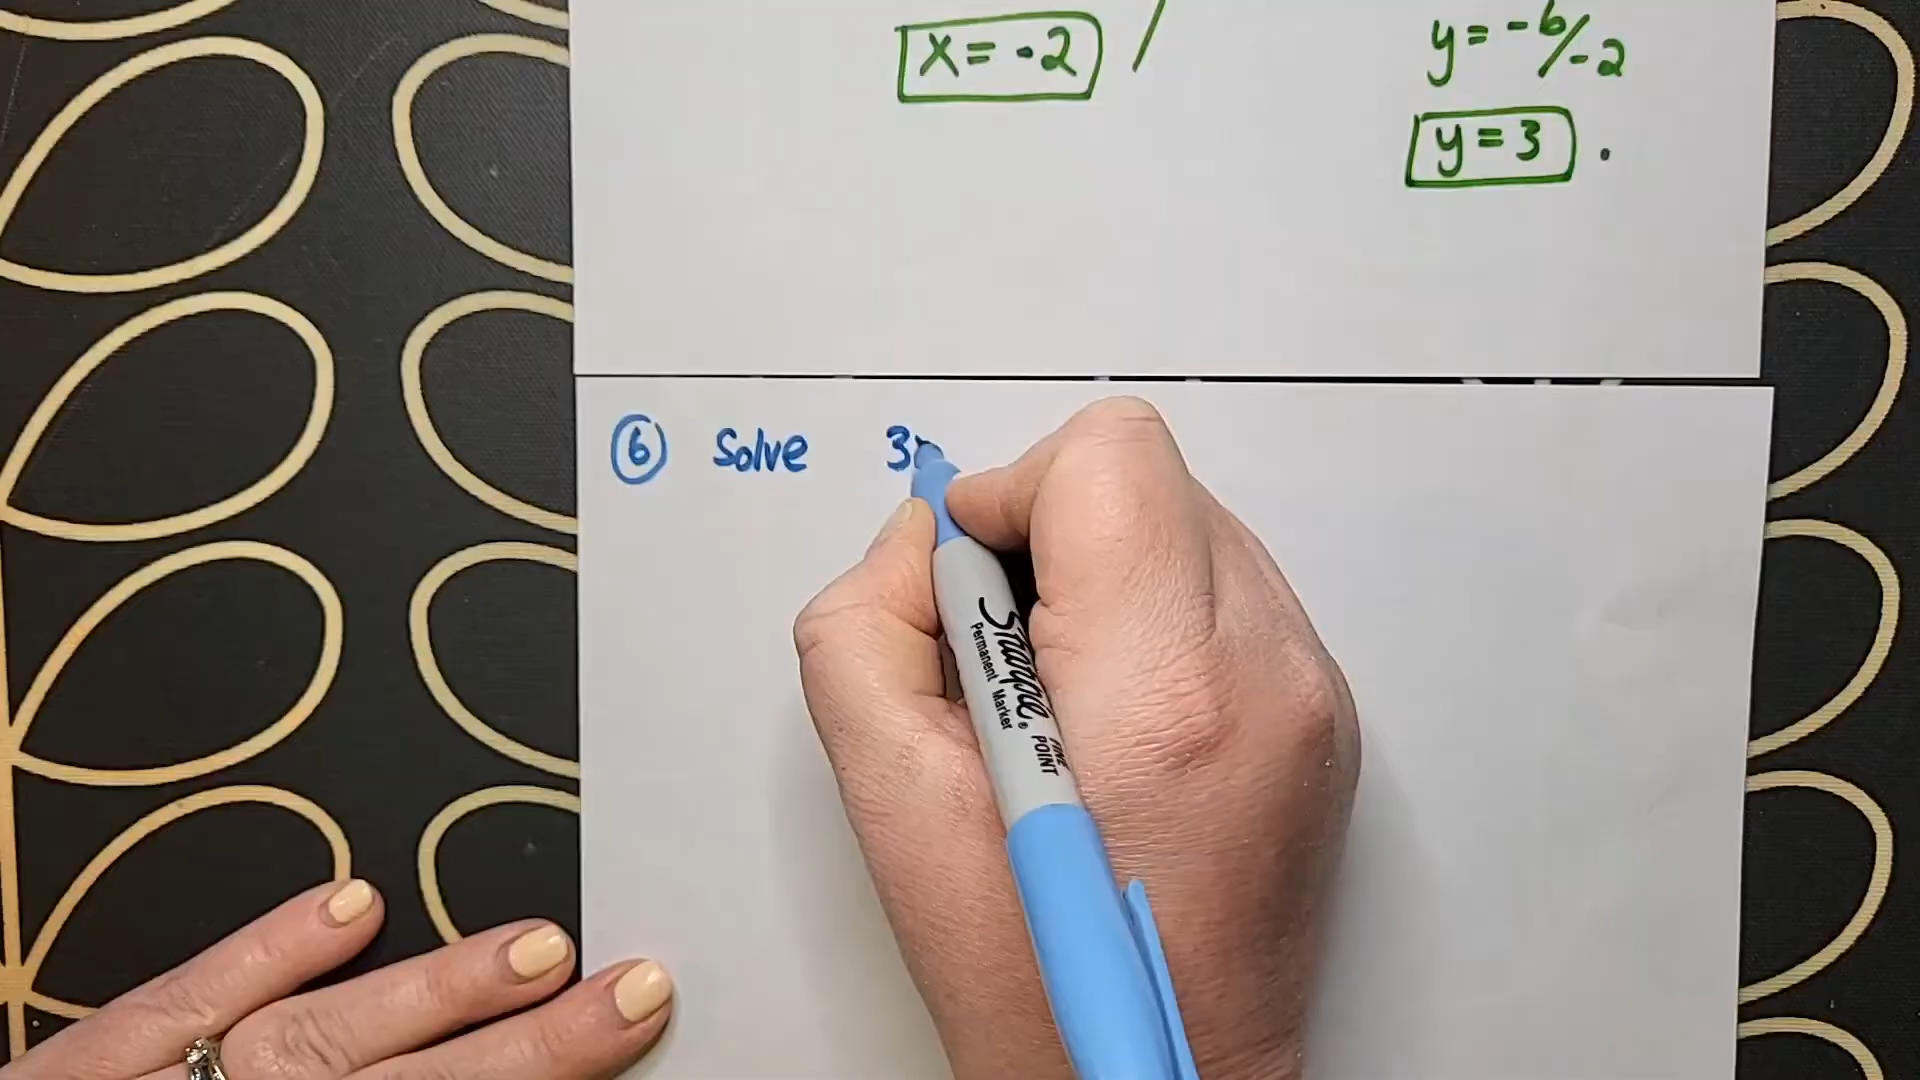 x = -2 /
y = -6/-2
y = 3 .
⑥ Solve 3
Sharpie.
Permanent Marker
FINE POINT